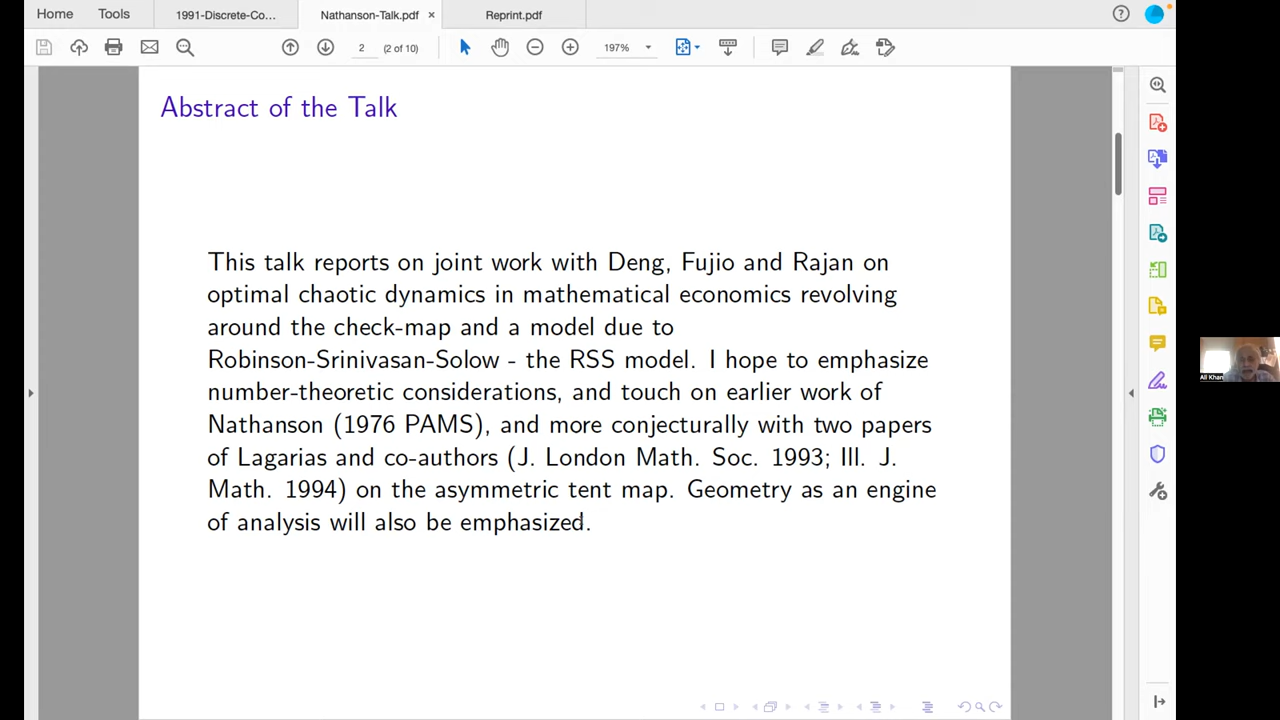 Home
Tools
1991-Discrete-Co...
Nathanson-Talk.pdf
Reprint.pdf
2
(2 of 10)
197%
Abstract of the Talk
This talk reports on joint work with Deng, Fujio and Rajan on
optimal chaotic dynamics in mathematical economics revolving
around the check-map and a model due to
Robinson-Srinivasan-Solow - the RSS model. I hope to emphasize
number-theoretic considerations, and touch on earlier work of
Nathanson (1976 PAMS), and more conjecturally with two papers
of Lagarias and co-authors (J. London Math. Soc. 1993; Ill. J.
Math. 1994) on the asymmetric tent map. Geometry as an engine
of analysis will also be emphasized.
Ali Khan